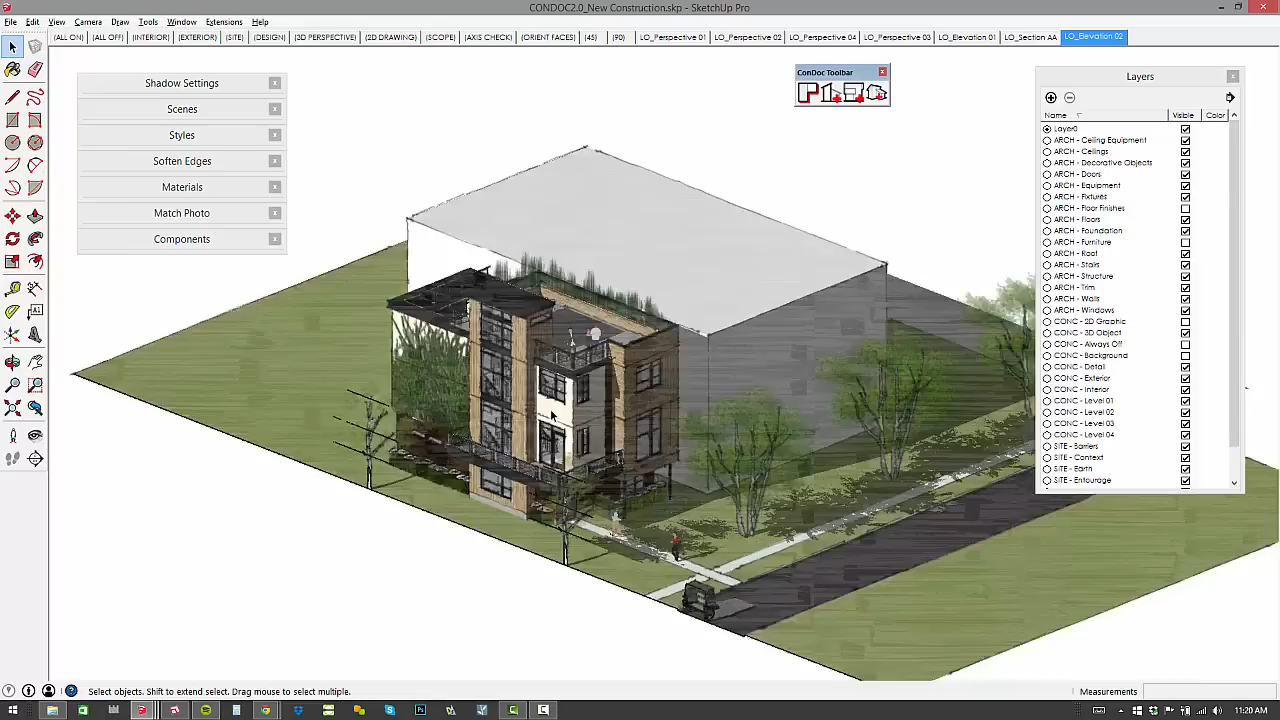 CONDOC2.0_New Construction.skp - SketchUp Pro
File Edit View Camera Draw Tools Window Extensions Help
(ALL ON) (ALL OFF) (INTERIOR) (EXTERIOR) (SITE) (DESIGN) (3D PERSPECTIVE) (2D DRAWING) (SCOPE) (AXIS CHECK) (ORIENT FACES) (45) (90) LO_Perspective 01 LO_Perspective 02 LO_Perspective 04 LO_Perspective 03 LO_Elevation 01 LO_Section AA LO_Elevation 02
Shadow Settings
Scenes
Styles
Soften Edges
Materials
Match Photo
Components
ConDoc Toolbar
Layers
Name Visible Color
Layer0
ARCH - Ceiling Equipment
ARCH - Ceilings
ARCH - Decorative Objects
ARCH - Doors
ARCH - Equipment
ARCH - Fixtures
ARCH - Floor Finishes
ARCH - Floors
ARCH - Foundation
ARCH - Furniture
ARCH - Roof
ARCH - Stairs
ARCH - Structure
ARCH - Trim
ARCH - Walls
ARCH - Windows
CONC - 2D Graphic
CONC - 3D Object
CONC - Always Off
CONC - Background
CONC - Detail
CONC - Exterior
CONC - Interior
CONC - Level 01
CONC - Level 02
CONC - Level 03
CONC - Level 04
SITE - Barriers
SITE - Context
SITE - Earth
SITE - Entourage
Select objects. Shift to extend select. Drag mouse to select multiple.
Measurements
11:20 AM